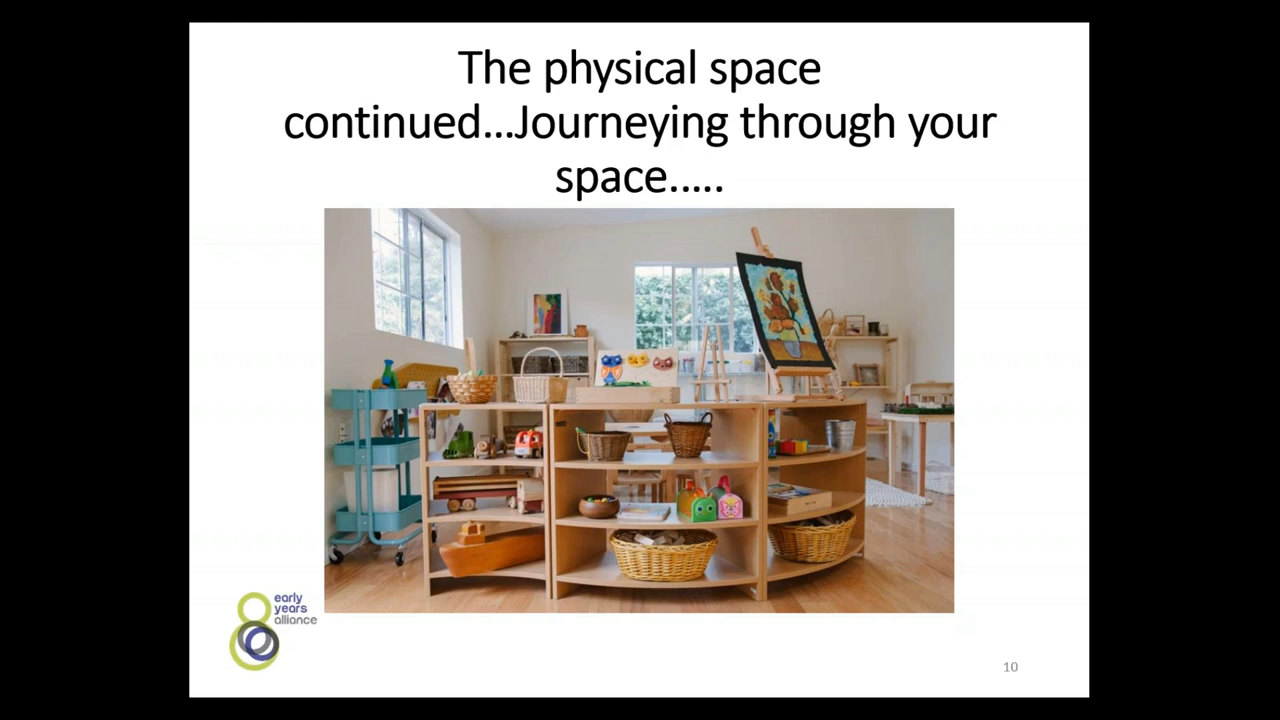 The physical space
continued...Journeying through your
space.....
early
years
alliance
10